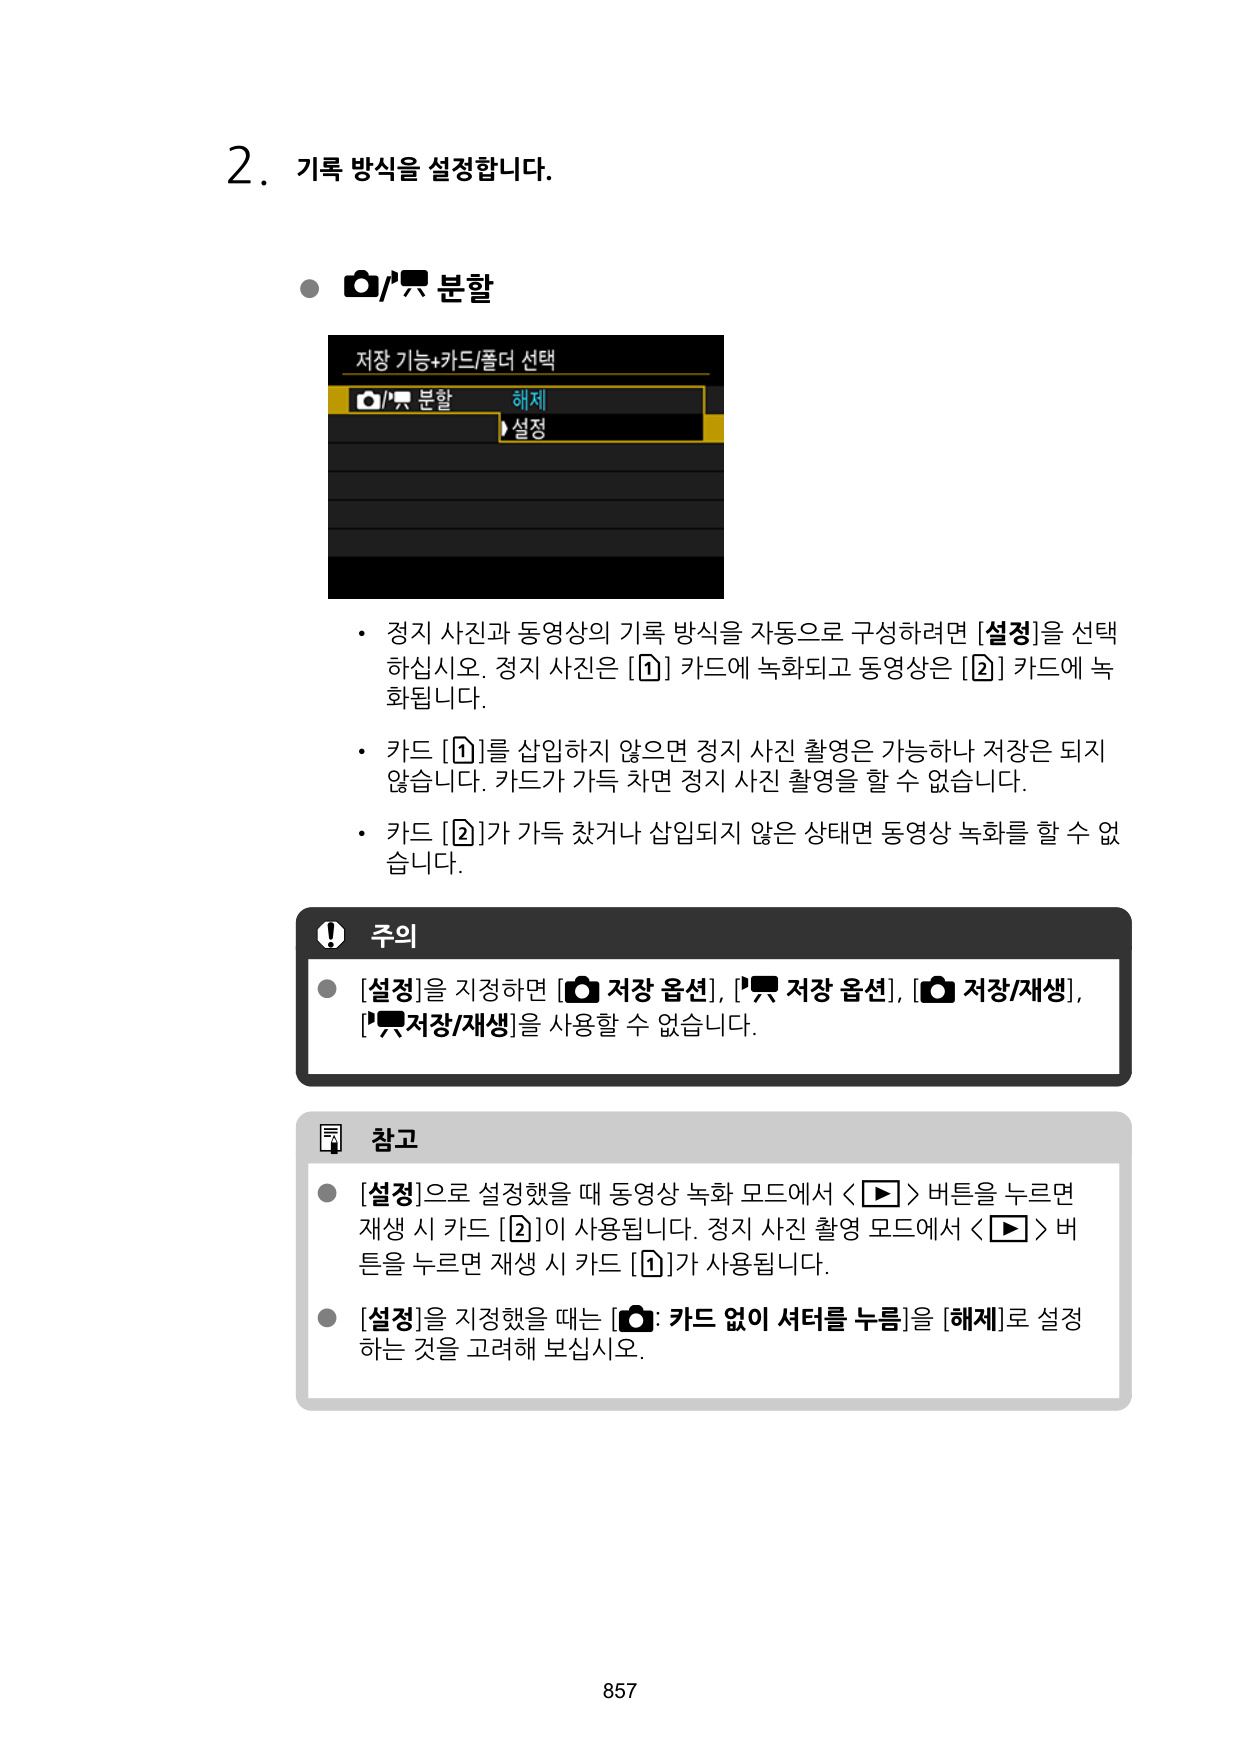 2. 기록 방식을 설정합니다.
/ 분할
저장 기능+카드/폴더 선택
/ 분할 해제
설정
• 정지 사진과 동영상의 기록 방식을 자동으로 구성하려면 [설정]을 선택
하십시오. 정지 사진은 [1] 카드에 녹화되고 동영상은 [2] 카드에 녹
화됩니다.
• 카드 [1]를 삽입하지 않으면 정지 사진 촬영은 가능하나 저장은 되지
않습니다. 카드가 가득 차면 정지 사진 촬영을 할 수 없습니다.
• 카드 [2]가 가득 찼거나 삽입되지 않은 상태면 동영상 녹화를 할 수 없
습니다.
주의
● [설정]을 지정하면 [ 저장 옵션], [ 저장 옵션], [ 저장/재생],
[저장/재생]을 사용할 수 없습니다.
참고
● [설정]으로 설정했을 때 동영상 녹화 모드에서 < > 버튼을 누르면
재생 시 카드 [2]이 사용됩니다. 정지 사진 촬영 모드에서 < > 버
튼을 누르면 재생 시 카드 [1]가 사용됩니다.
● [설정]을 지정했을 때는 [: 카드 없이 셔터를 누름]을 [해제]로 설정
하는 것을 고려해 보십시오.
857